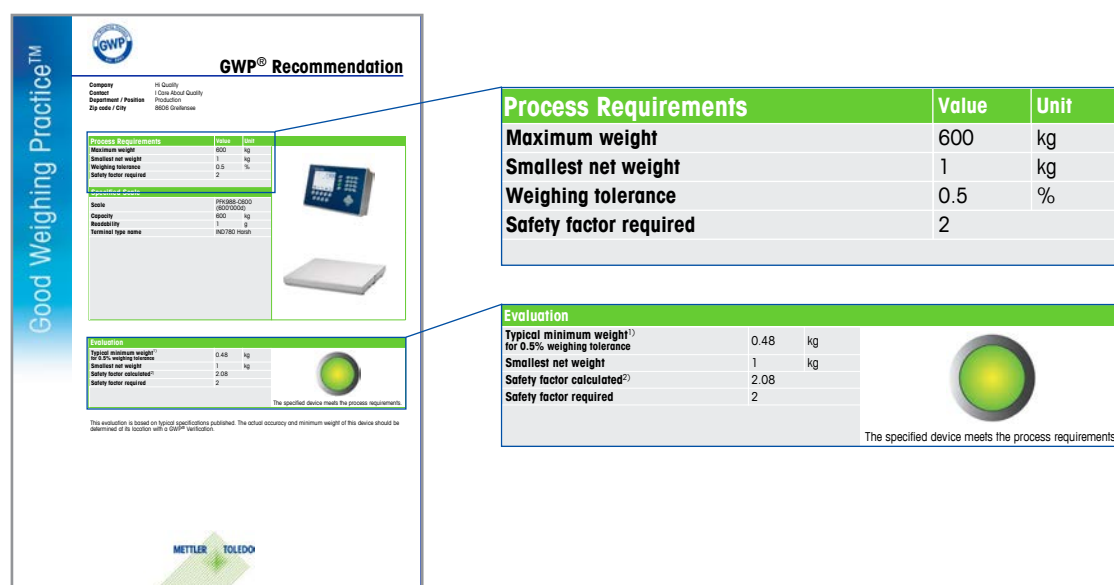 Good Weighing Practice™
GWP
GWP® Recommendation
Company Hi Quality
Contact I Care About Quality
Department / Position Production
Zip code / City 8606 Greifensee
Process Requirements Value Unit
Maximum weight 600 kg
Smallest net weight 1 kg
Weighing tolerance 0.5 %
Safety factor required 2
Specified Scale
Scale PFK988-C600
(600'000d)
Capacity 600 kg
Readability 1 g
Terminal type name IND780 Harsh
Evaluation
Typical minimum weight1)
for 0.5% weighing tolerance 0.48 kg
Smallest net weight 1 kg
Safety factor calculated2) 2.08
Safety factor required 2
The specified device meets the process requirements.
This evaluation is based on typical specifications published. The actual accuracy and minimum weight of this device should be
determined at its location with a GWP® Verification.
METTLER TOLEDO
Process Requirements Value Unit
Maximum weight 600 kg
Smallest net weight 1 kg
Weighing tolerance 0.5 %
Safety factor required 2
Evaluation
Typical minimum weight1)
for 0.5% weighing tolerance 0.48 kg
Smallest net weight 1 kg
Safety factor calculated2) 2.08
Safety factor required 2
The specified device meets the process requirements